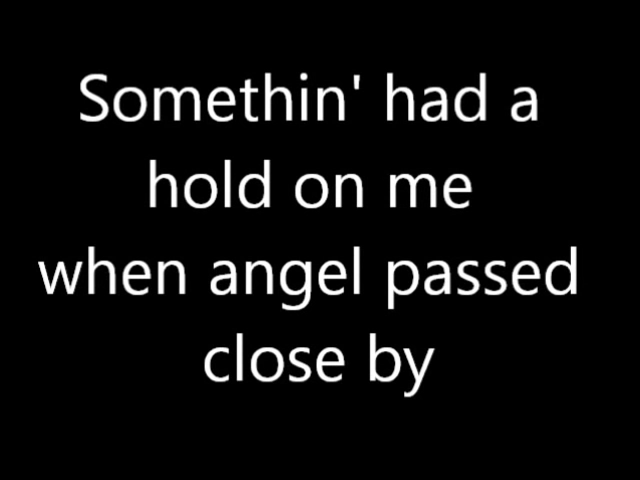 Somethin' had a
hold on me
when angel passed
close by